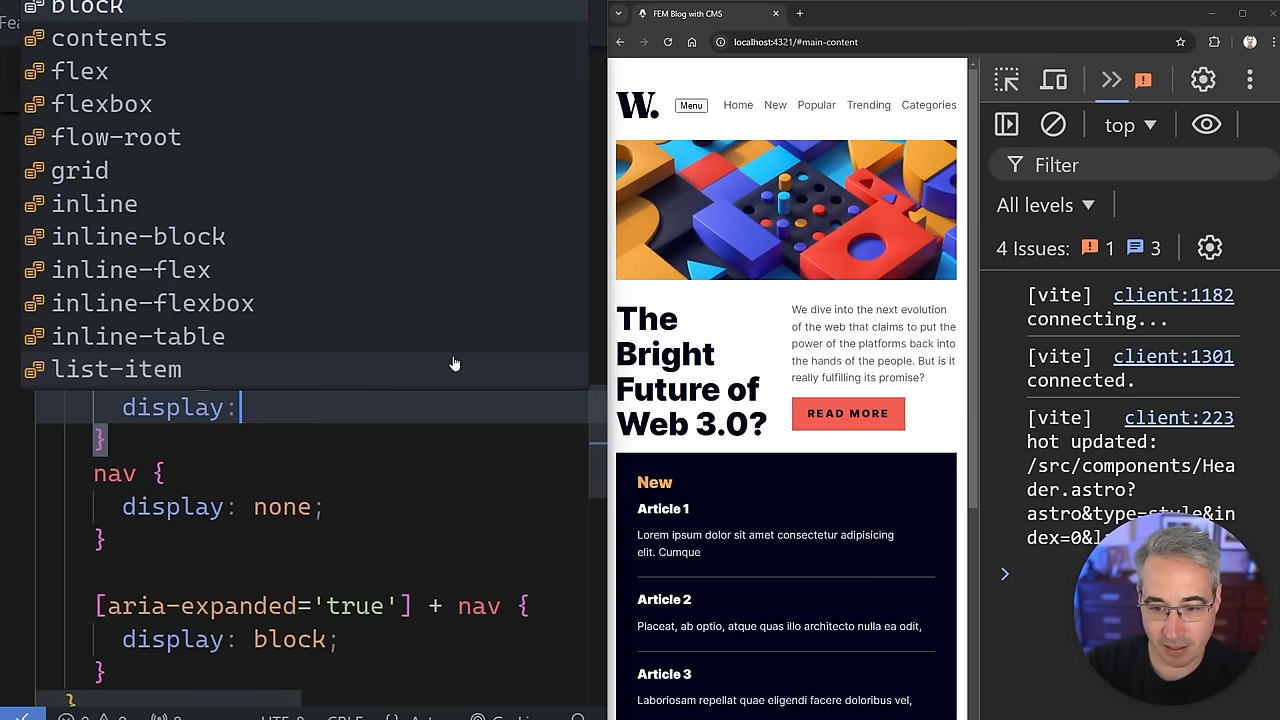 block
contents
flex
flexbox
flow-root
grid
inline
inline-block
inline-flex
inline-flexbox
inline-table
list-item
display:
}
nav {
display: none;
}
[aria-expanded='true'] + nav {
display: block;
}
}
FEM Blog with CMS
localhost:4321/#main-content
W.
Menu
Home
New
Popular
Trending
Categories
The
Bright
Future of
Web 3.0?
We dive into the next evolution
of the web that claims to put the
power of the platforms back into
the hands of the people. But is it
really fulfilling its promise?
READ MORE
New
Article 1
Lorem ipsum dolor sit amet consectetur adipisicing
elit. Cumque
Article 2
Placeat, ab optio, atque quas illo architecto nulla ea odit,
Article 3
Laboriosam repellat quae eligendi facere doloribus vel,
top
Filter
All levels
4 Issues: 1 3
[vite] client:1182
connecting...
[vite] client:1301
connected.
[vite] client:223
hot updated:
/src/components/Hea
der.astro?
astro&type=style&in
dex=0&l